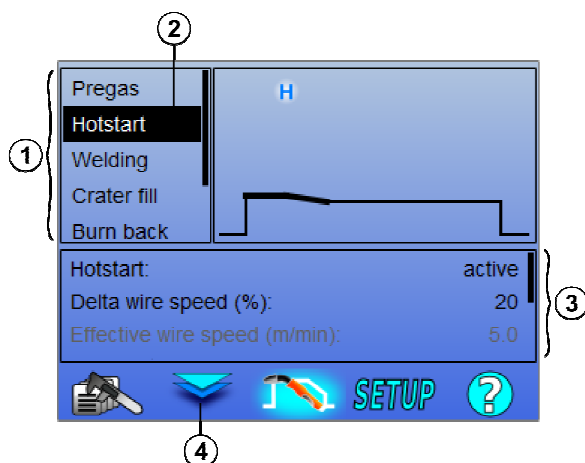 2
1
Pregas
Hotstart
Welding
Crater fill
Burn back
H
Hotstart: active
Delta wire speed (%): 20
Effective wire speed (m/min): 5.0
3
SETUP ?
4